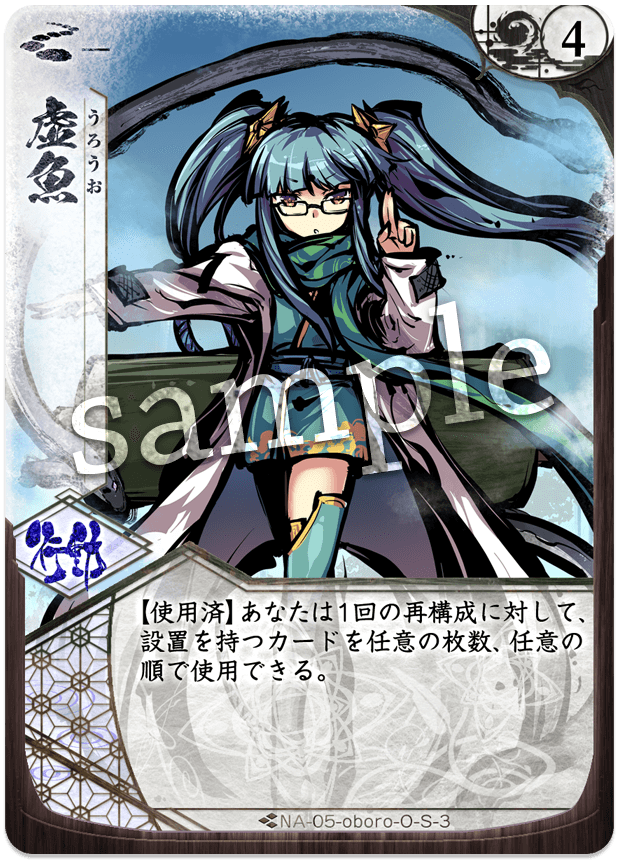 4
虚魚
うろうお
sample
行動
【使用済】あなたは1回の再構成に対して、
設置を持つカードを任意の枚数、任意の
順で使用できる。
NA-05-oboro-O-S-3